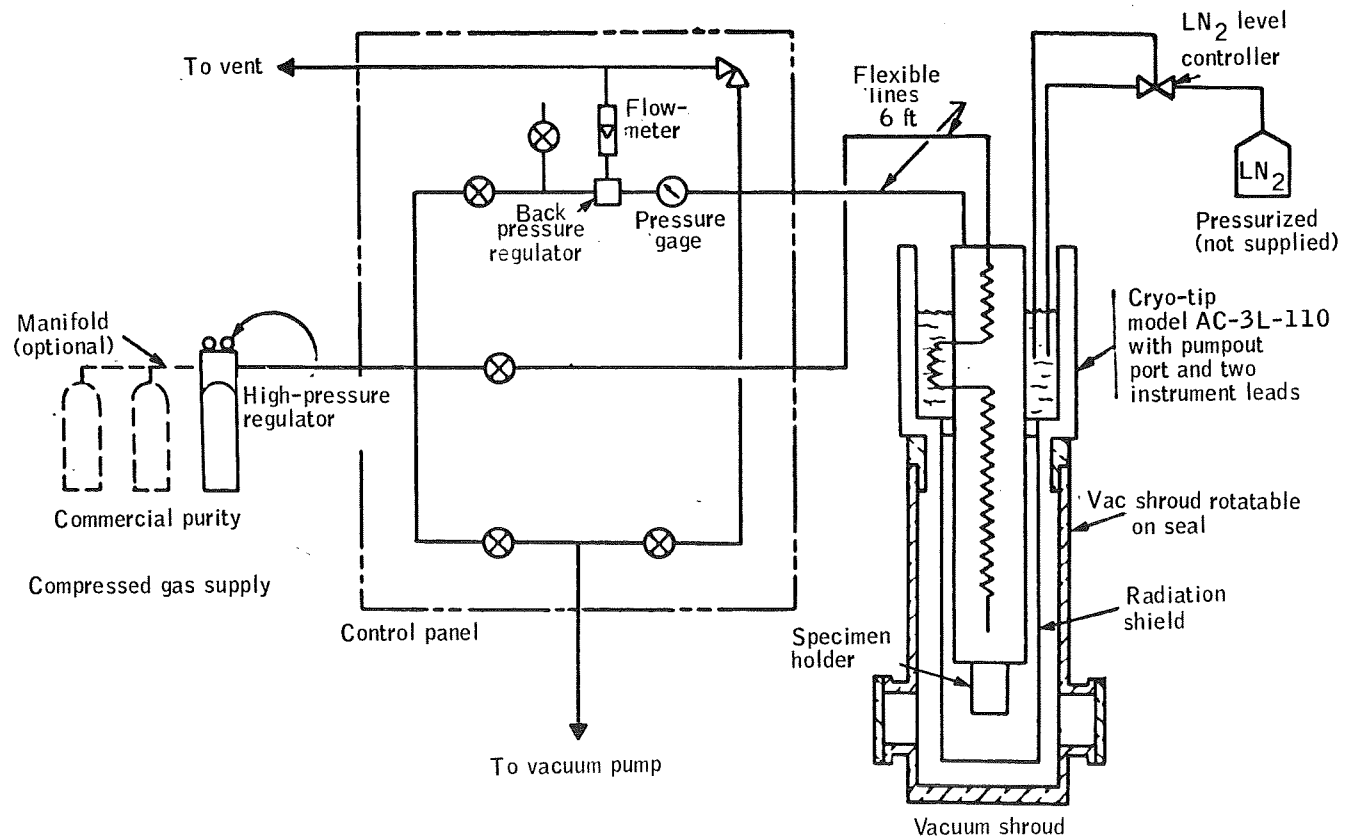 To vent
Flow-
meter
Back
pressure
regulator
Pressure
gage
Flexible
lines
6 ft
LN2 level
controller
LN2
Pressurized
(not supplied)
Manifold
(optional)
High-pressure
regulator
Commercial purity
Compressed gas supply
Control panel
To vacuum pump
Cryo-tip
model AC-3L-110
with pumpout
port and two
instrument leads
Vac shroud rotatable
on seal
Radiation
shield
Specimen
holder
Vacuum shroud